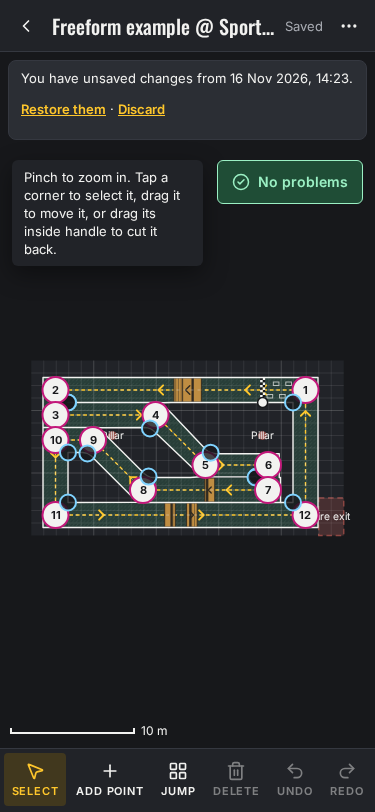 Freeform example @ Sport... Saved
You have unsaved changes from 16 Nov 2026, 14:23.
Restore them · Discard
Pinch to zoom in. Tap a
corner to select it, drag it
to move it, or drag its
inside handle to cut it
back.
No problems
2 1
3 4
10 9 Pillar
5 6
8 7
11 12
10 m
SELECT ADD POINT JUMP DELETE UNDO REDO